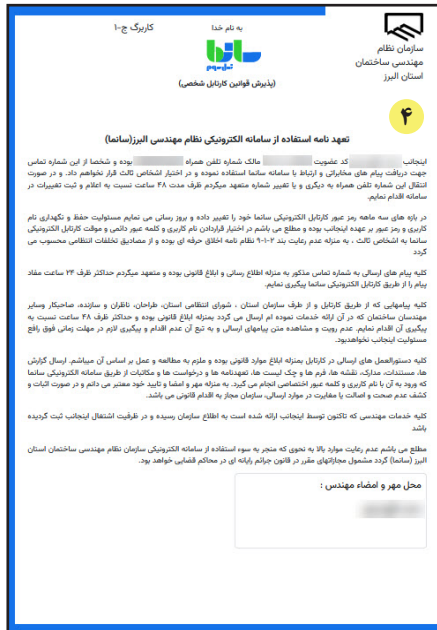 به نام خدا
کاربرگ ج-۱
سازمان نظام
مهندسی ساختمان
استان البرز
ساانما
نسل سوم
(پذیرش قوانین کارتابل شخصی)
۴
تعهد نامه استفاده از سامانه الکترونیکی نظام مهندسی البرز(سانما)
اینجانب کد عضویت مالک شماره تلفن همراه بوده و شخصا از این شماره تماس
جهت دریافت پیام های مخابراتی و ارتباط با سامانه سانما استفاده نموده و در اختیار اشخاص ثالث قرار نخواهم داد. و در صورت
انتقال این شماره تلفن همراه به دیگری و یا تغییر شماره متعهد میگردم ظرف مدت ۴۸ ساعت نسبت به اعلام و ثبت تغییرات در
سامانه اقدام نمایم.
در بازه های سه ماهه رمز عبور کارتابل الکترونیکی سانما خود را تغییر داده و بروز رسانی می نمایم مسئولیت حفظ و نگهداری نام
کاربری و رمز عبور بر عهده اینجانب بوده و مطلع می باشم در اختیار قراردادن نام کاربری و کلمه عبور دائمی و موقت کارتابل الکترونیکی
سانما به اشخاص ثالث ، به منزله عدم رعایت بند ۲-۱-۹ نظام نامه اخلاق حرفه ای بوده و از مصادیق تخلفات انتظامی محسوب می
گردد
کلیه پیام های ارسالی به شماره تماس مذکور به منزله اطلاع رسانی و ابلاغ قانونی بوده و متعهد میگردم حداکثر ظرف ۲۴ ساعت مفاد
پیام را از طریق کارتابل الکترونیکی سانما پیگیری نمایم.
کلیه پیامهایی که از طریق کارتابل و از طرف سازمان استان ، شورای انتظامی استان، طراحان، ناظران و سازنده، صاحبکار وسایر
مهندسان ساختمان که در آن ارائه خدمات نموده ام ارسال می گردد بمنزله ابلاغ قانونی بوده و حداکثر ظرف ۴۸ ساعت نسبت به
پیگیری آن اقدام نمایم. عدم رویت و مشاهده متن پیامهای ارسالی و به تبع آن عدم اقدام و پیگیری لازم در مهلت زمانی فوق رافع
مسئولیت اینجانب نخواهدبود.
کلیه دستورالعمل های ارسالی در کارتابل بمنزله ابلاغ موارد قانونی بوده و ملزم به مطالعه و عمل بر اساس آن میباشم. ارسال گزارش
ها، مستندات، مدارک، نقشه ها، فرم ها و چک لیست ها، تعهدنامه ها و درخواست ها و مکاتبات از طریق سامانه الکترونیکی سانما
که ورود به آن با نام کاربری و کلمه عبور اختصاصی انجام می گیرد. به منزله مهر و امضا و تایید خود معتبر می دانم و در صورت اثبات و
کشف عدم صحت و اصالت یا مغایرت در موارد ارسالی، سازمان مجاز به اقدام قانونی می باشد.
کلیه خدمات مهندسی که تاکنون توسط اینجانب ارائه شده است به اطلاع سازمان رسیده و در ظرفیت اشتغال اینجانب ثبت گردیده
باشد
مطلع می باشم عدم رعایت موارد بالا به نحوی که منجر به سوء استفاده از سامانه الکترونیکی سازمان نظام مهندسی ساختمان استان
البرز (سانما) گردد مشمول مجازاتهای مقرر در قانون جرائم رایانه ای در محاکم قضایی خواهد بود.
محل مهر و امضاء مهندس :